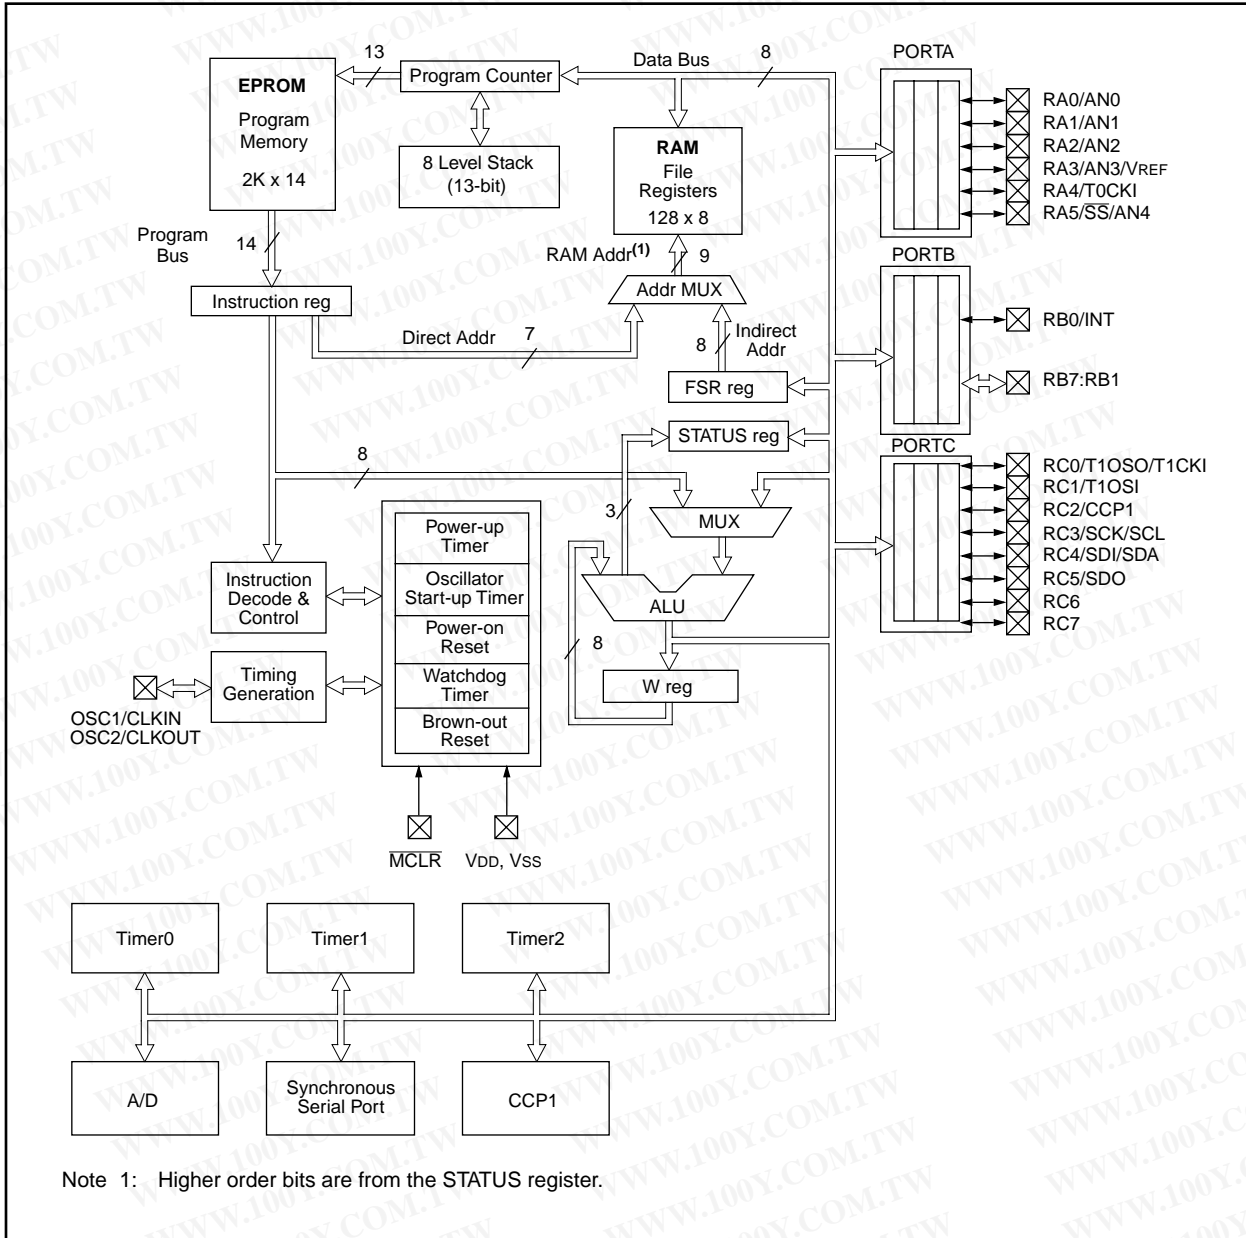 13
Data Bus
8
PORTA
EPROM
Program
Memory
2K x 14
Program Counter
8 Level Stack
(13-bit)
RAM
File
Registers
128 x 8
RA0/AN0
RA1/AN1
RA2/AN2
RA3/AN3/VREF
RA4/T0CKI
RA5/SS/AN4
Program
Bus
14
RAM Addr(1)
9
PORTB
Instruction reg
Addr MUX
Direct Addr
7
8
Indirect
Addr
RB0/INT
FSR reg
RB7:RB1
STATUS reg
PORTC
8
3
MUX
RC0/T1OSO/T1CKI
RC1/T1OSI
RC2/CCP1
RC3/SCK/SCL
RC4/SDI/SDA
RC5/SDO
RC6
RC7
Power-up
Timer
Instruction
Decode &
Control
Oscillator
Start-up Timer
ALU
Power-on
Reset
8
Timing
Generation
Watchdog
Timer
W reg
OSC1/CLKIN
OSC2/CLKOUT
Brown-out
Reset
MCLR
VDD, VSS
Timer0
Timer1
Timer2
A/D
Synchronous
Serial Port
CCP1
Note 1: Higher order bits are from the STATUS register.
WWW.100Y.COM.TW